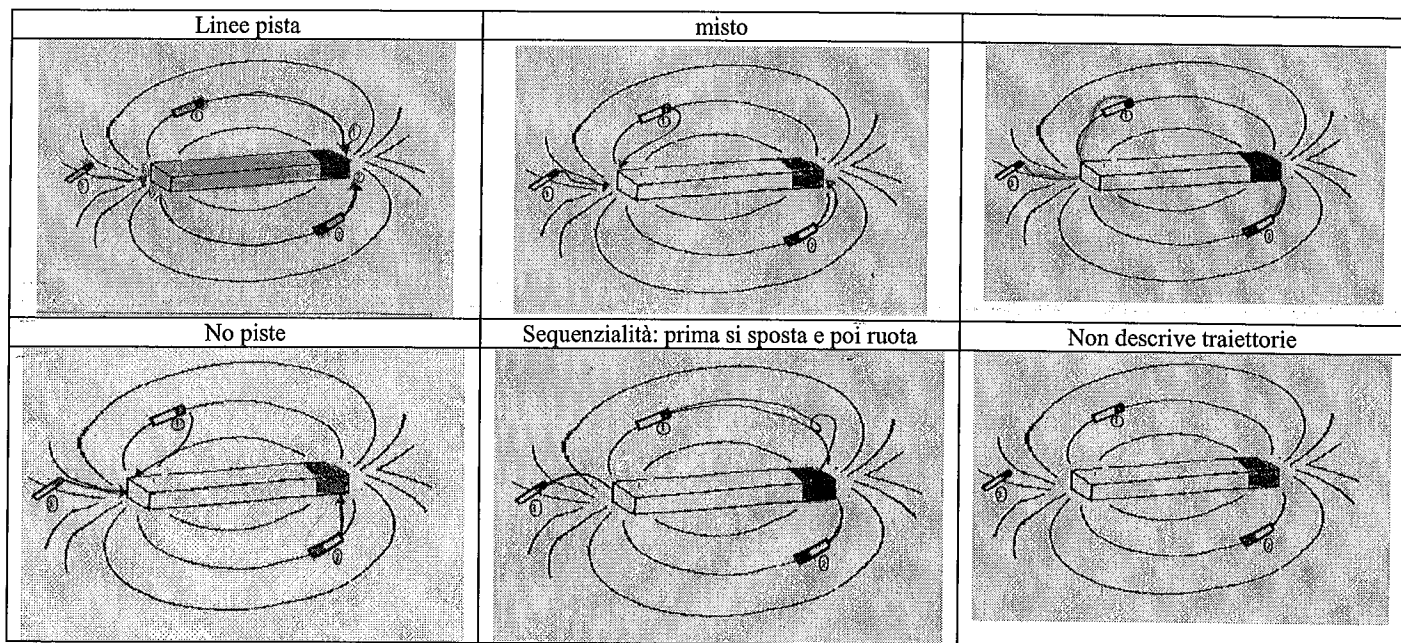 Linee pista
misto
No piste
Sequenzialità: prima si sposta e poi ruota
Non descrive traiettorie